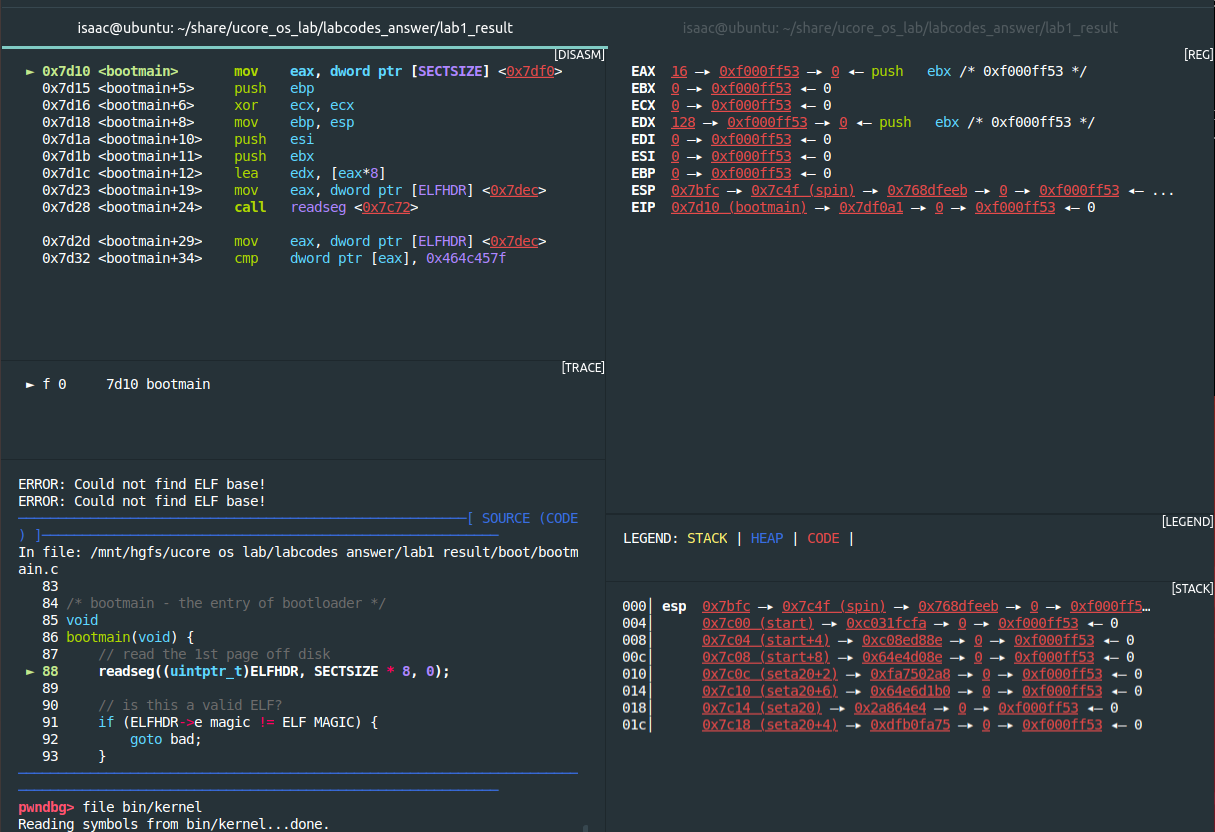 isaac@ubuntu: ~/share/ucore_os_lab/labcodes_answer/lab1_result
isaac@ubuntu: ~/share/ucore_os_lab/labcodes_answer/lab1_result
[DISASM]
► 0x7d10 <bootmain> mov eax, dword ptr [SECTSIZE] <0x7df0>
0x7d15 <bootmain+5> push ebp
0x7d16 <bootmain+6> xor ecx, ecx
0x7d18 <bootmain+8> mov ebp, esp
0x7d1a <bootmain+10> push esi
0x7d1b <bootmain+11> push ebx
0x7d1c <bootmain+12> lea edx, [eax*8]
0x7d23 <bootmain+19> mov eax, dword ptr [ELFHDR] <0x7dec>
0x7d28 <bootmain+24> call readseg <0x7c72>
0x7d2d <bootmain+29> mov eax, dword ptr [ELFHDR] <0x7dec>
0x7d32 <bootmain+34> cmp dword ptr [eax], 0x464c457f
[TRACE]
► f 0 7d10 bootmain
ERROR: Could not find ELF base!
ERROR: Could not find ELF base!
[ SOURCE (CODE
) ]
In file: /mnt/hgfs/ucore os lab/labcodes answer/lab1 result/boot/bootm
ain.c
83
84 /* bootmain - the entry of bootloader */
85 void
86 bootmain(void) {
87 // read the 1st page off disk
► 88 readseg((uintptr_t)ELFHDR, SECTSIZE * 8, 0);
89
90 // is this a valid ELF?
91 if (ELFHDR->e magic != ELF MAGIC) {
92 goto bad;
93 }
pwndbg> file bin/kernel
Reading symbols from bin/kernel...done.
[REG]
EAX 16 —▸ 0xf000ff53 —▸ 0 ◂— push ebx /* 0xf000ff53 */
EBX 0 —▸ 0xf000ff53 ◂— 0
ECX 0 —▸ 0xf000ff53 ◂— 0
EDX 128 —▸ 0xf000ff53 —▸ 0 ◂— push ebx /* 0xf000ff53 */
EDI 0 —▸ 0xf000ff53 ◂— 0
ESI 0 —▸ 0xf000ff53 ◂— 0
EBP 0 —▸ 0xf000ff53 ◂— 0
ESP 0x7bfc —▸ 0x7c4f (spin) —▸ 0x768dfeeb —▸ 0 —▸ 0xf000ff53 ◂— ...
EIP 0x7d10 (bootmain) —▸ 0x7df0a1 —▸ 0 —▸ 0xf000ff53 ◂— 0
[LEGEND]
LEGEND: STACK | HEAP | CODE |
[STACK]
000| esp 0x7bfc —▸ 0x7c4f (spin) —▸ 0x768dfeeb —▸ 0 —▸ 0xf000ff5…
004| 0x7c00 (start) —▸ 0xc031fcfa —▸ 0 —▸ 0xf000ff53 ◂— 0
008| 0x7c04 (start+4) —▸ 0xc08ed88e —▸ 0 —▸ 0xf000ff53 ◂— 0
00c| 0x7c08 (start+8) —▸ 0x64e4d08e —▸ 0 —▸ 0xf000ff53 ◂— 0
010| 0x7c0c (seta20+2) —▸ 0xfa7502a8 —▸ 0 —▸ 0xf000ff53 ◂— 0
014| 0x7c10 (seta20+6) —▸ 0x64e6d1b0 —▸ 0 —▸ 0xf000ff53 ◂— 0
018| 0x7c14 (seta20) —▸ 0x2a864e4 —▸ 0 —▸ 0xf000ff53 ◂— 0
01c| 0x7c18 (seta20+4) —▸ 0xdfb0fa75 —▸ 0 —▸ 0xf000ff53 ◂— 0